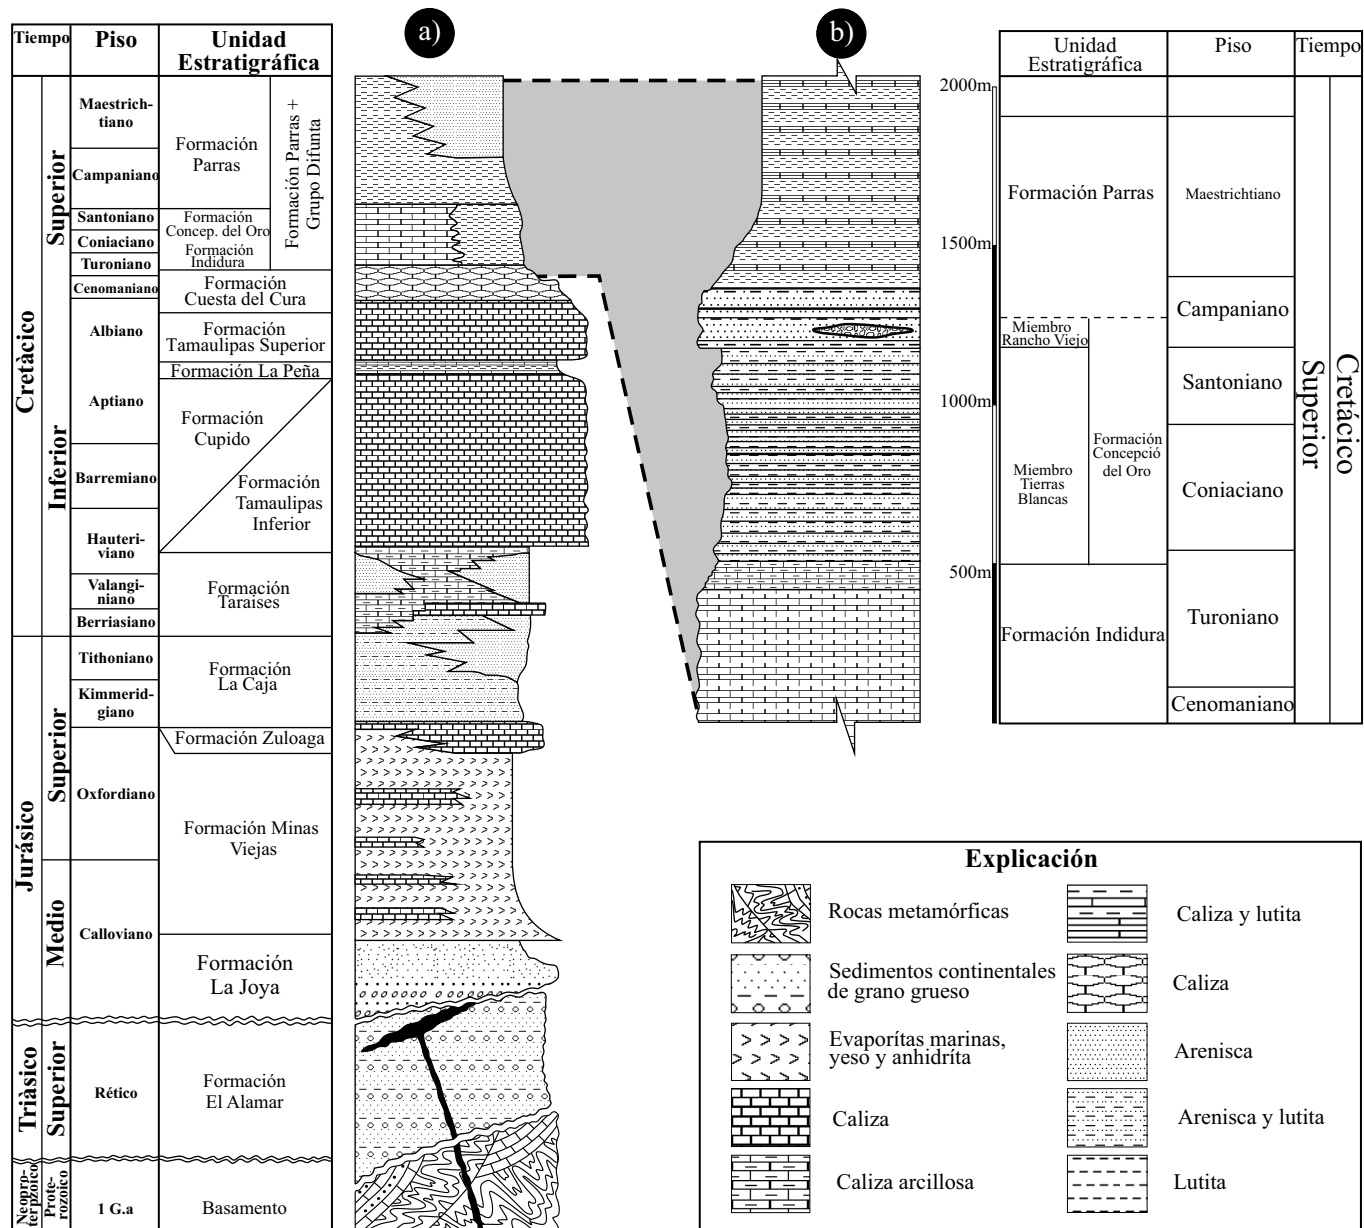 Tiempo
Piso
Unidad
Estratigráfica
Cretàcico
Superior
Inferior
Jurásico
Superior
Medio
Triàsico
Superior
Neopro-
terpzoico
Prote-
rozoico
Maestrich-
tiano
Campaniano
Santoniano
Coniaciano
Turoniano
Cenomaniano
Albiano
Aptiano
Barremiano
Hauteri-
viano
Valangi-
niano
Berriasiano
Tithoniano
Kimmerid-
giano
Oxfordiano
Calloviano
Rético
1 G.a
Formación
Parras
Formación Parras +
Grupo Difunta
Formación
Concep. del Oro
Formación
Indidura
Formación
Cuesta del Cura
Formación
Tamaulipas Superior
Formación La Peña
Formación
Cupido
Formación
Tamaulipas
Inferior
Formación
Taraises
Formación
La Caja
Formación Zuloaga
Formación Minas
Viejas
Formación
La Joya
Formación
El Alamar
Basamento
a)
b)
2000m
1500m
1000m
500m
Unidad
Estratigráfica
Piso
Tiempo
Formación Parras
Miembro
Rancho Viejo
Miembro
Tierras
Blancas
Formación
Concepció
del Oro
Formación Indidura
Maestrichtiano
Campaniano
Santoniano
Coniaciano
Turoniano
Cenomaniano
Superior
Cretácico
Explicación
Rocas metamórficas
Sedimentos continentales
de grano grueso
Evaporítas marinas,
yeso y anhidríta
Caliza
Caliza arcillosa
Caliza y lutita
Caliza
Arenisca
Arenisca y lutita
Lutita